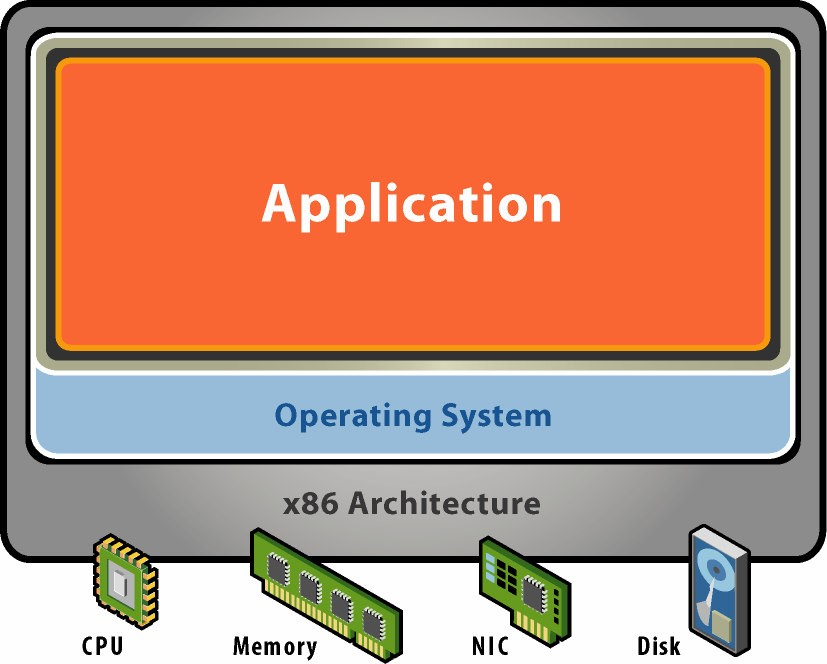 Application
Operating System
x86 Architecture
CPU
Memory
NIC
Disk